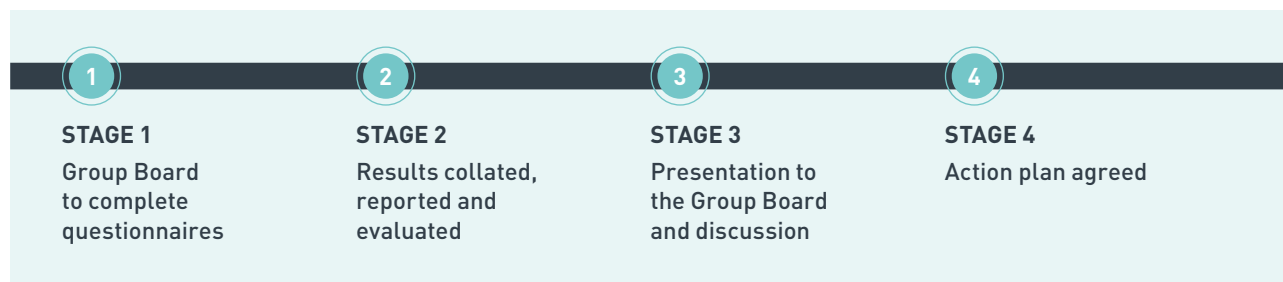 1
STAGE 1
Group Board
to complete
questionnaires
2
STAGE 2
Results collated,
reported and
evaluated
3
STAGE 3
Presentation to
the Group Board
and discussion
4
STAGE 4
Action plan agreed